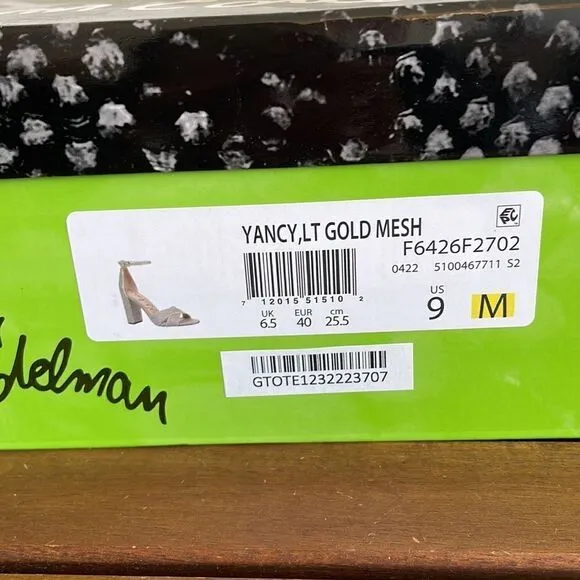 YANCY,LT GOLD MESH
F6426F2702
0422 5100467711 S2
7 12015 51510 2
UK EUR cm
6.5 40 25.5
US
9 M
GTOTE1232223707